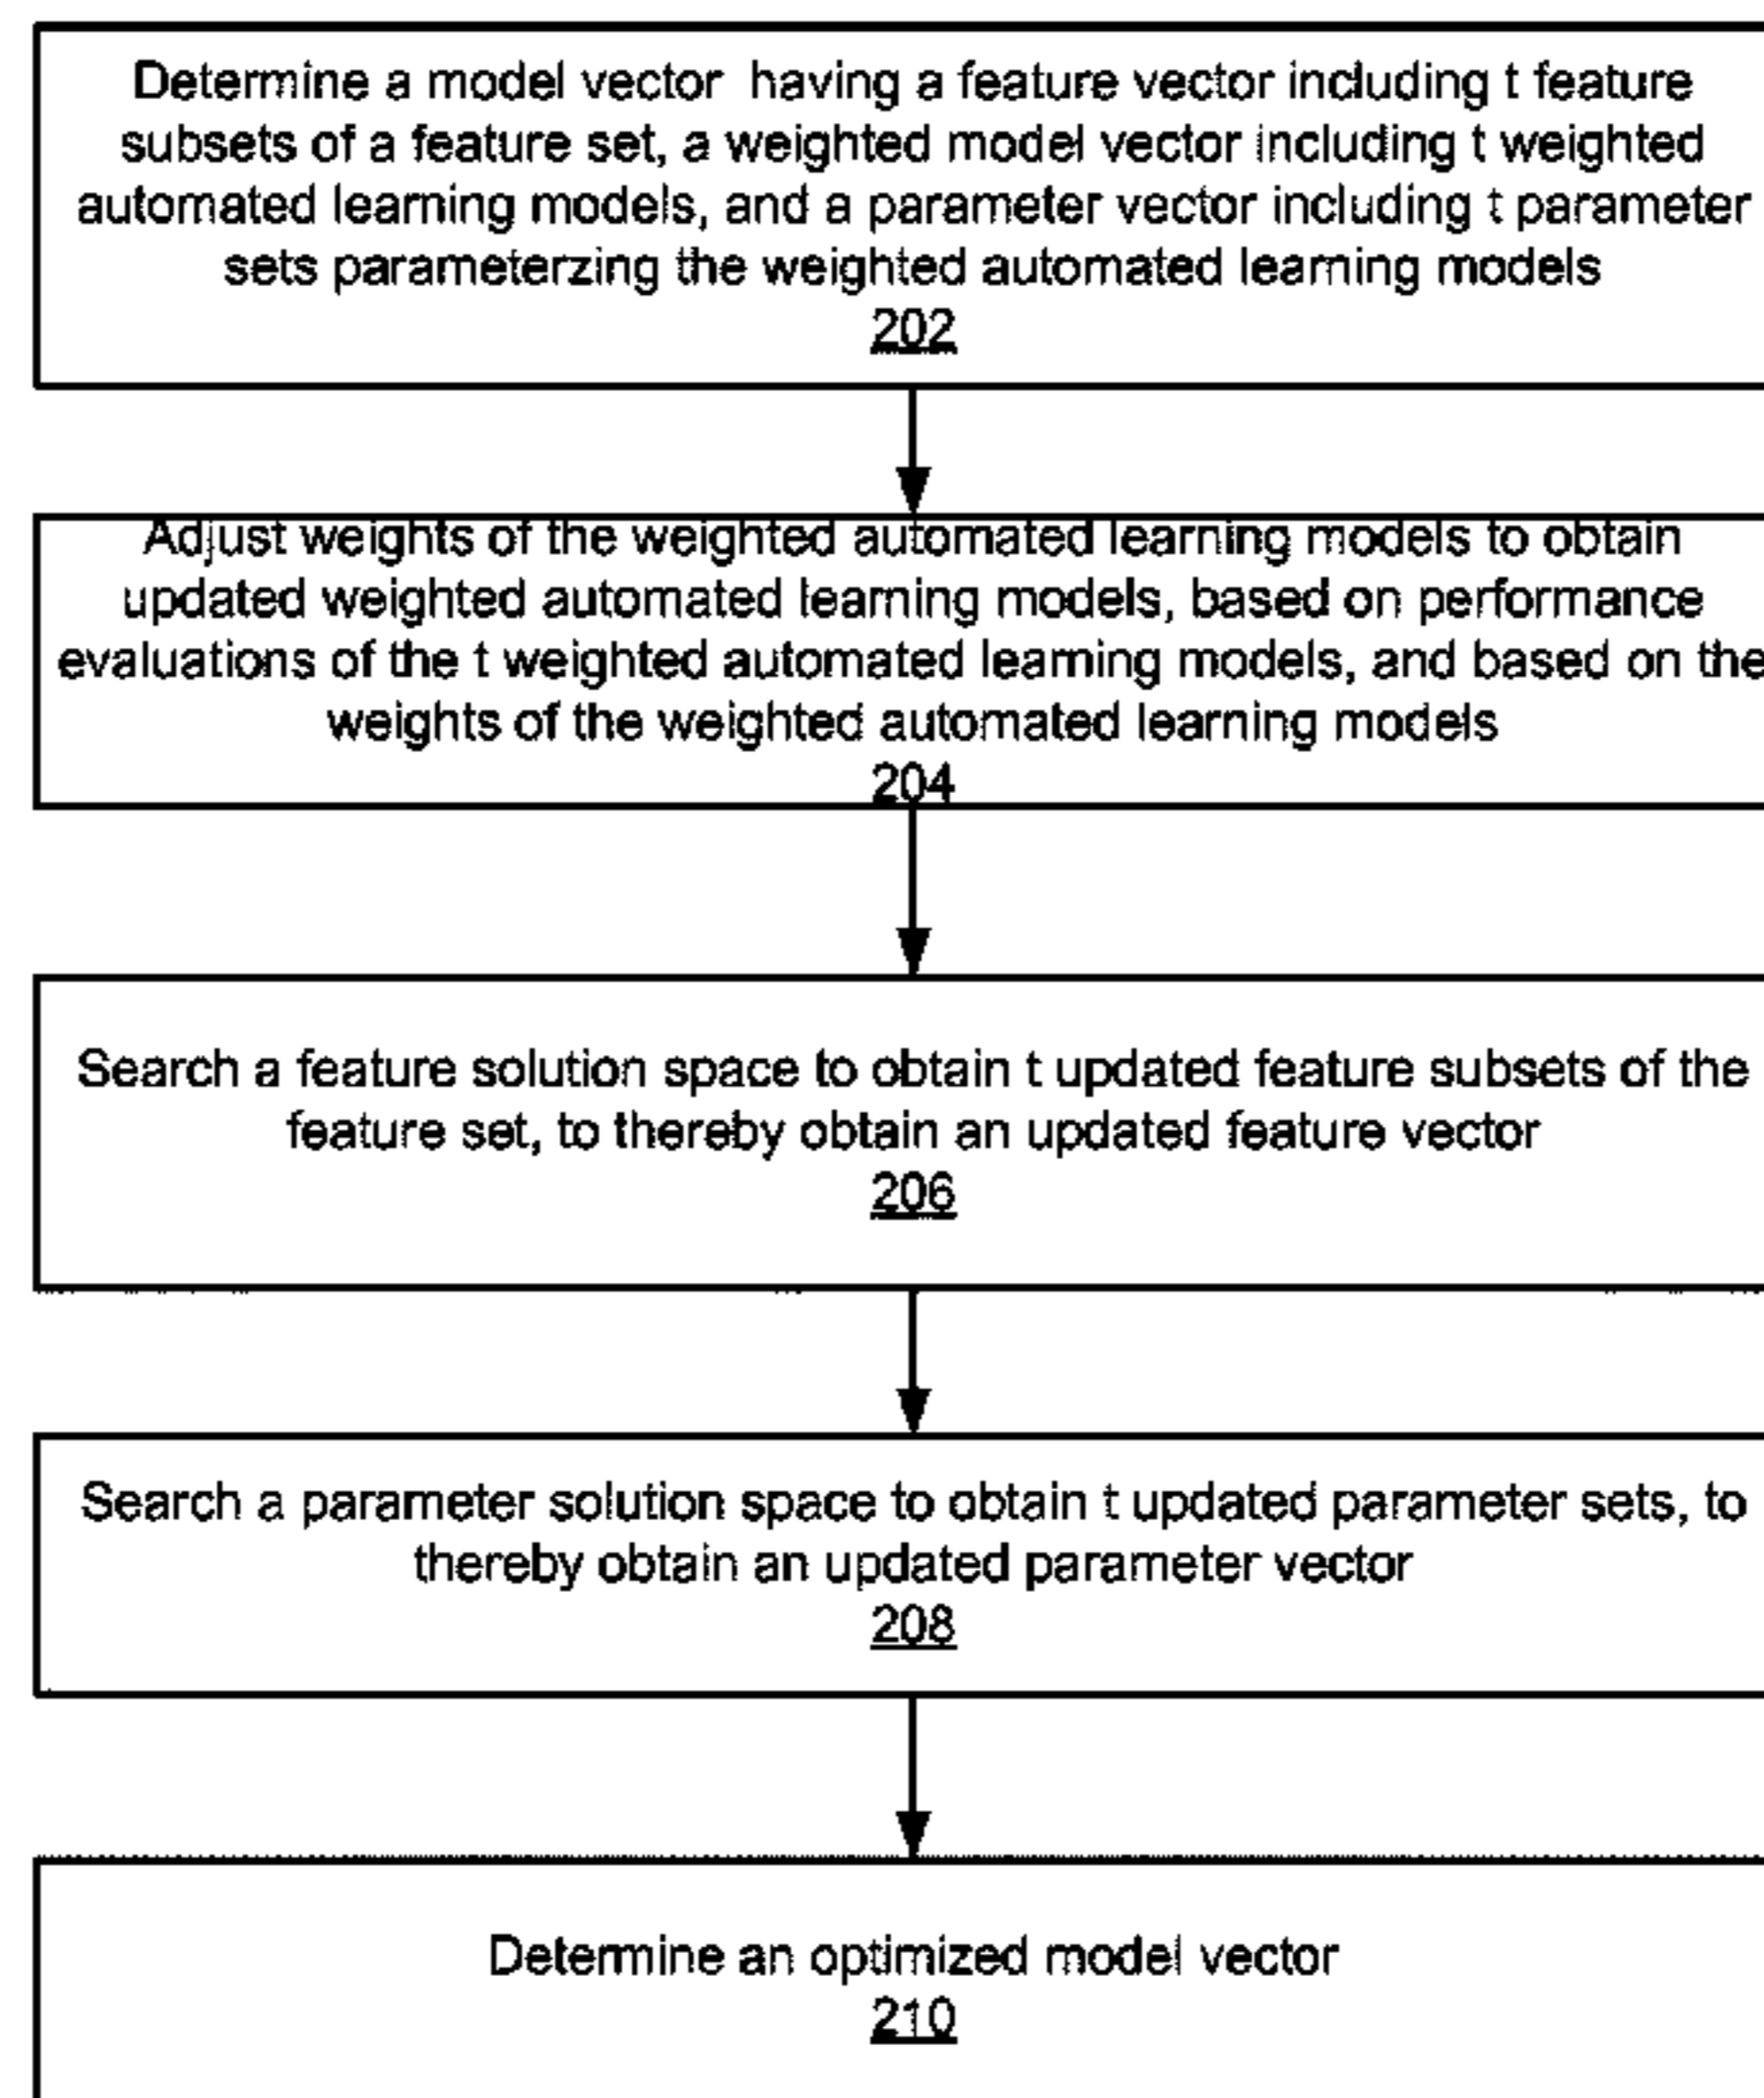 Determine a model vector having a feature vector including t feature
subsets of a feature set, a weighted model vector including t weighted
automated learning models, and a parameter vector including t parameter
sets parameterzing the weighted automated learning models
202
Adjust weights of the weighted automated learning models to obtain
updated weighted automated learning models, based on performance
evaluations of the t weighted automated learning models, and based on the
weights of the weighted automated learning models
204
Search a feature solution space to obtain t updated feature subsets of the
feature set, to thereby obtain an updated feature vector
206
Search a parameter solution space to obtain t updated parameter sets, to
thereby obtain an updated parameter vector
208
Determine an optimized model vector
210